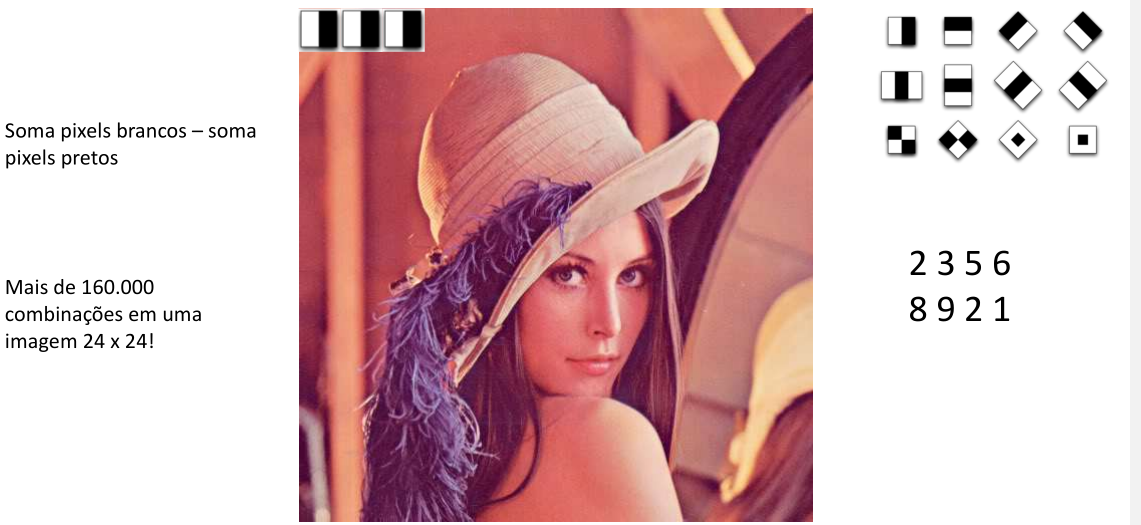 Soma pixels brancos – soma
pixels pretos
Mais de 160.000
combinações em uma
imagem 24 x 24!
2 3 5 6
8 9 2 1